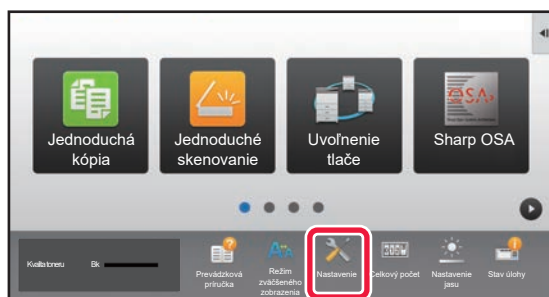 Jednoduchá
kópia
Jednoduché
skenovanie
Uvoľnenie
tlače
OSA
Sharp OSA
Kvalita toneru
Bk
Prevádzková
príručka
Režim
zväčšeného
zobrazenia
Nastavenie
Celkový počet
Nastavenie
jasu
Stav úlohy